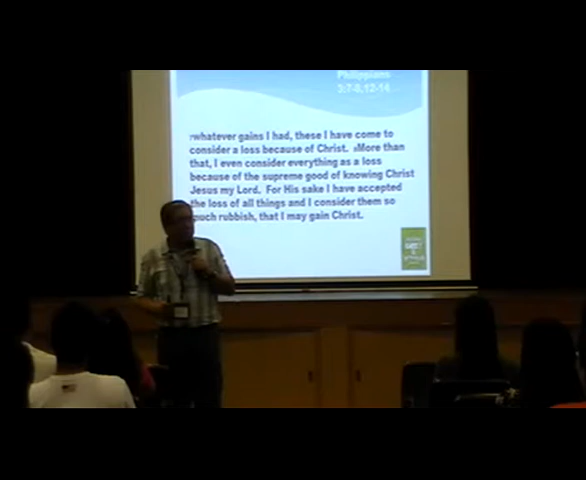 Philippians
3:7-8,12-14
7whatever gains I had, these I have come to
consider a loss because of Christ. 8More than
that, I even consider everything as a loss
because of the supreme good of knowing Christ
Jesus my Lord. For His sake I have accepted
the loss of all things and I consider them so
much rubbish, that I may gain Christ.